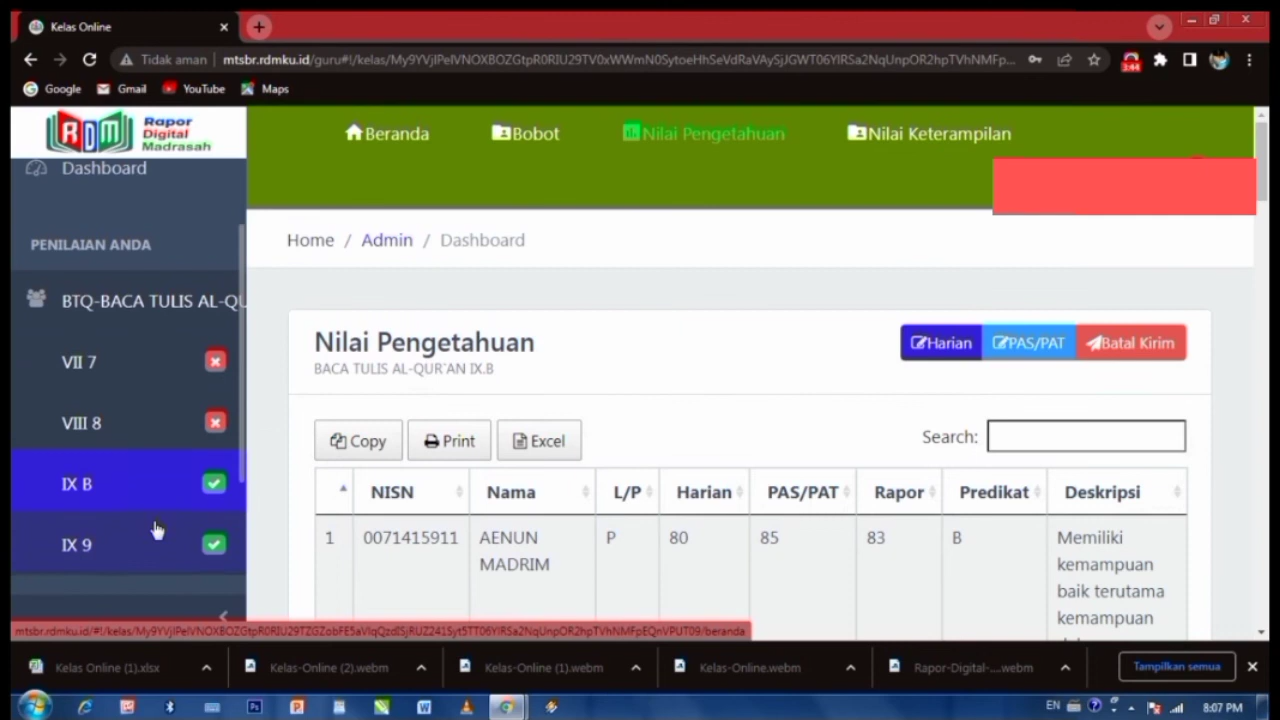 Kelas Online
Tidak aman
mtsbr.rdmku.id/guru#!/kelas/My9YVjJPelVNOXBOZGtpR0RIU29TV0xWWmN0SytoeHhSeVdRaVAySjJGWT06YlRSa2NqUnpOR2hpTVhNMFp...
3:44
Google Gmail YouTube Maps
RDM Rapor
Digital
Madrasah
Beranda Bobot Nilai Pengetahuan Nilai Keterampilan
Dashboard
Home / Admin / Dashboard
PENILAIAN ANDA
BTQ-BACA TULIS AL-QU
VII 7
VIII 8
IX B
IX 9
Nilai Pengetahuan
BACA TULIS AL-QUR`AN IX.B
Harian PAS/PAT Batal Kirim
Copy Print Excel
Search:
NISN Nama L/P Harian PAS/PAT Rapor Predikat Deskripsi
1 0071415911 AENUN P 80 85 83 B Memiliki
MADRIM kemampuan
baik terutama
kemampuan
Kelas Online (1).xlsx Kelas-Online (2).webm Kelas-Online (1).webm Kelas-Online.webm Rapor-Digital-....webm Tampilkan semua
EN 8:07 PM